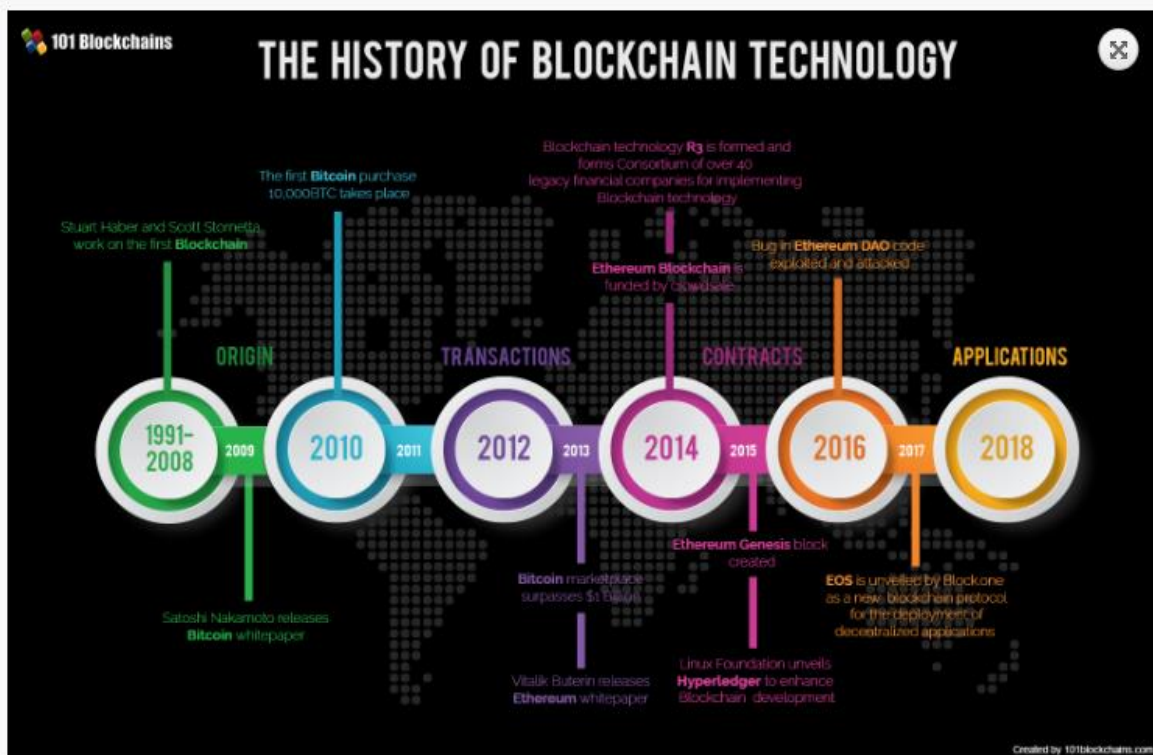 101 Blockchains
THE HISTORY OF BLOCKCHAIN TECHNOLOGY
Stuart Haber and Scott Stornetta
work on the first Blockchain
The first Bitcoin purchase
10,000BTC takes place
Blockchain technology R3 is formed and
forms Consortium of over 40
legacy financial companies for implementing
Blockchain technology
Ethereum Blockchain is
funded by crowdsale
Bug in Ethereum DAO code
exploited and attacked
ORIGIN
TRANSACTIONS
CONTRACTS
APPLICATIONS
1991-
2008
2009
2010
2011
2012
2013
2014
2015
2016
2017
2018
Satoshi Nakamoto releases
Bitcoin whitepaper
Bitcoin marketplace
surpasses $1 Billion
Vitalik Buterin releases
Ethereum whitepaper
Ethereum Genesis block
created
Linux Foundation unveils
Hyperledger to enhance
Blockchain development
EOS is unveiled by Block.one
as a new blockchain protocol
for the deployment of
decentralized applications
Created by 101blockchains.com